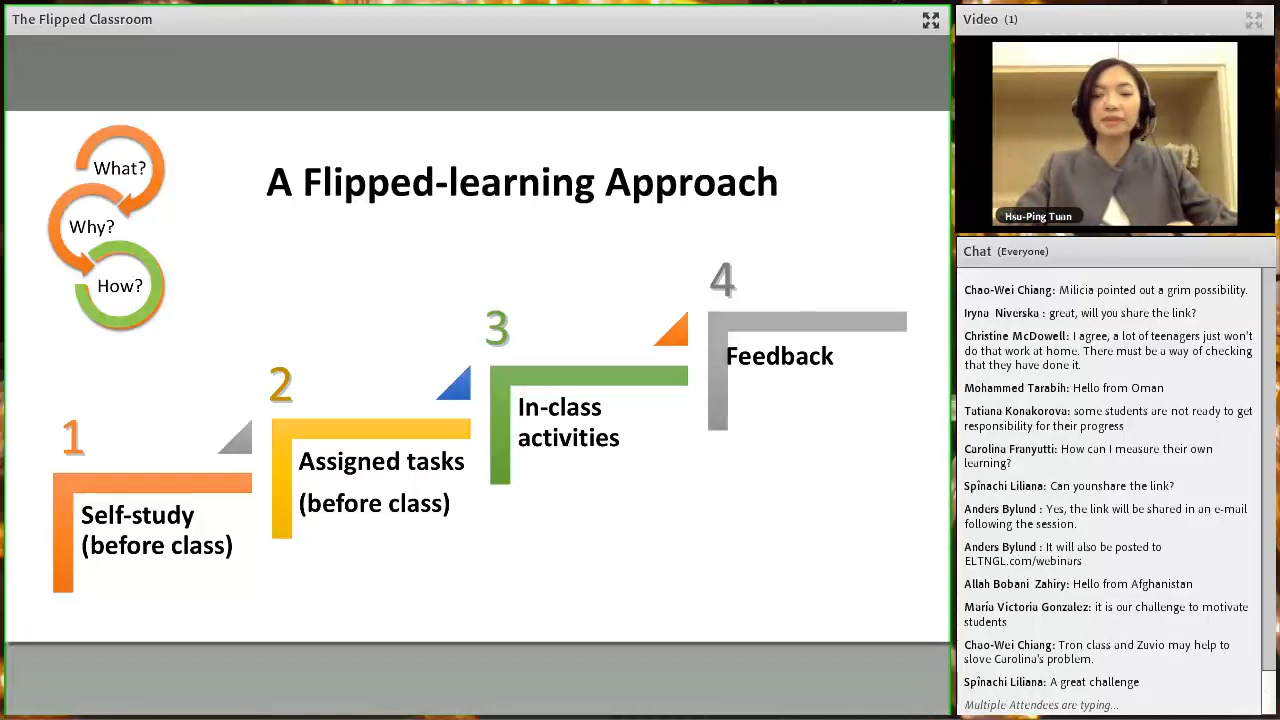 The Flipped Classroom
What?
Why?
How?
A Flipped-learning Approach
1
Self-study
(before class)
2
Assigned tasks
(before class)
3
In-class
activities
4
Feedback
Video (1)
Hsu-Ping Tuan
Chat (Everyone)
Chao-Wei Chiang: Milicia pointed out a grim possibility.
Iryna Niverska : great, will you share the link?
Christine McDowell: I agree, a lot of teenagers just won't
do that work at home. There must be a way of checking
that they have done it.
Mohammed Tarabih: Hello from Oman
Tatiana Konakorova: some students are not ready to get
responsibility for their progress
Carolina Franyutti: How can I measure their own
learning?
Spînachi Liliana: Can younshare the link?
Anders Bylund : Yes, the link will be shared in an e-mail
following the session.
Anders Bylund : It will also be posted to
ELTNGL.com/webinars
Allah Bobani Zahiry: Hello from Afghanistan
María Victoria Gonzalez: it is our challenge to motivate
students
Chao-Wei Chiang: Tron class and Zuvio may help to
slove Carolina's problem.
Spînachi Liliana: A great challenge
Multiple Attendees are typing...